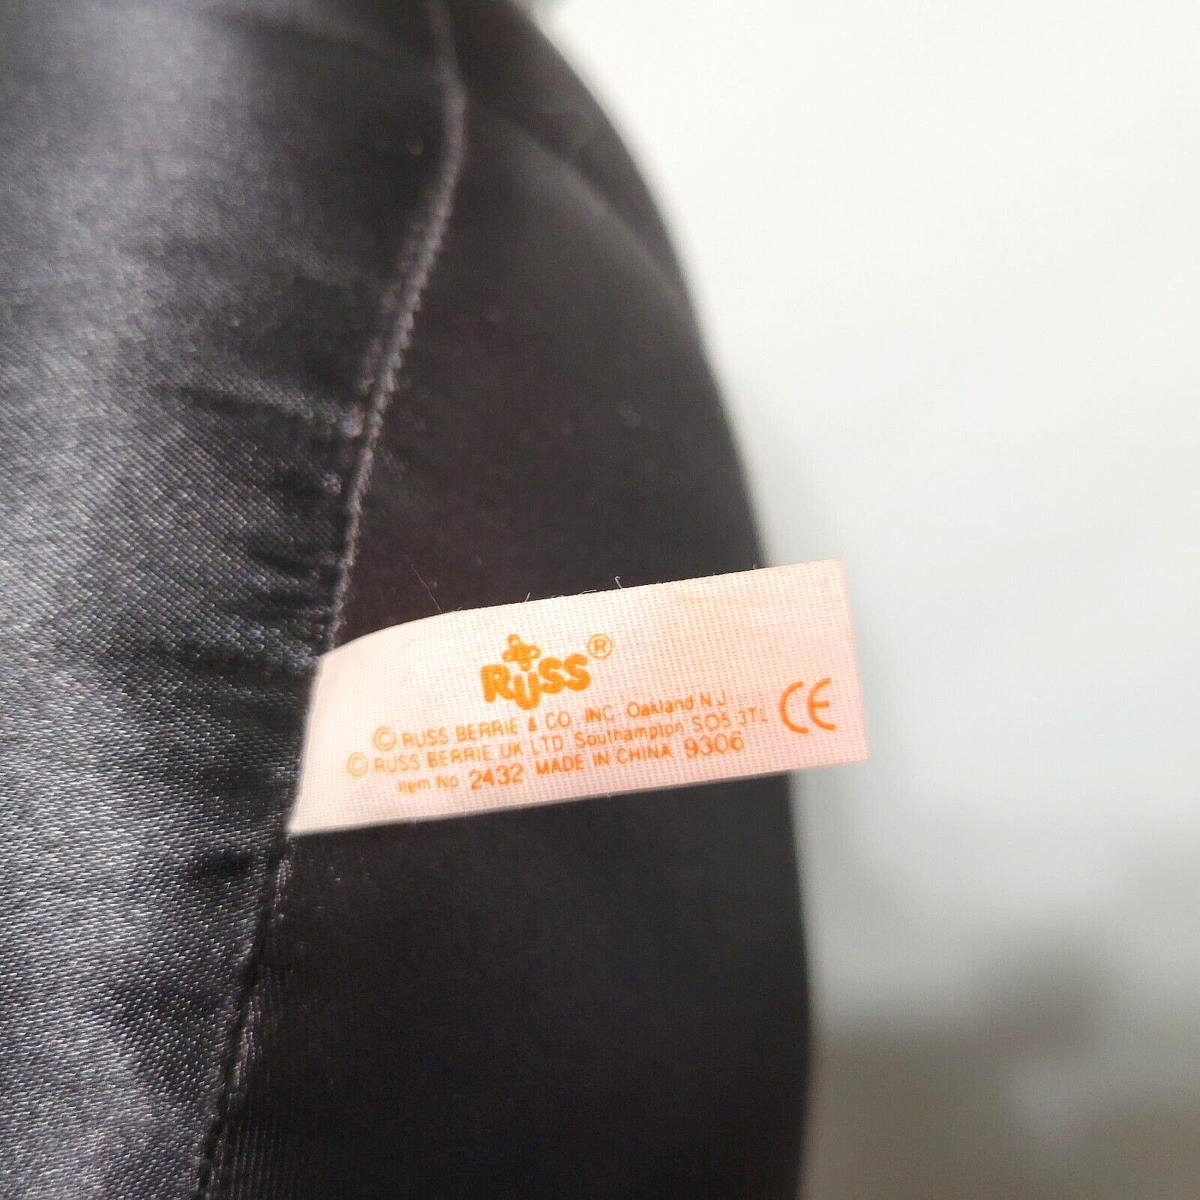 RUSS®
© RUSS BERRIE & CO. INC. Oakland N J
© RUSS BERRIE UK LTD Southampton SO5 3TL
Item No 2432 MADE IN CHINA 9306
CE